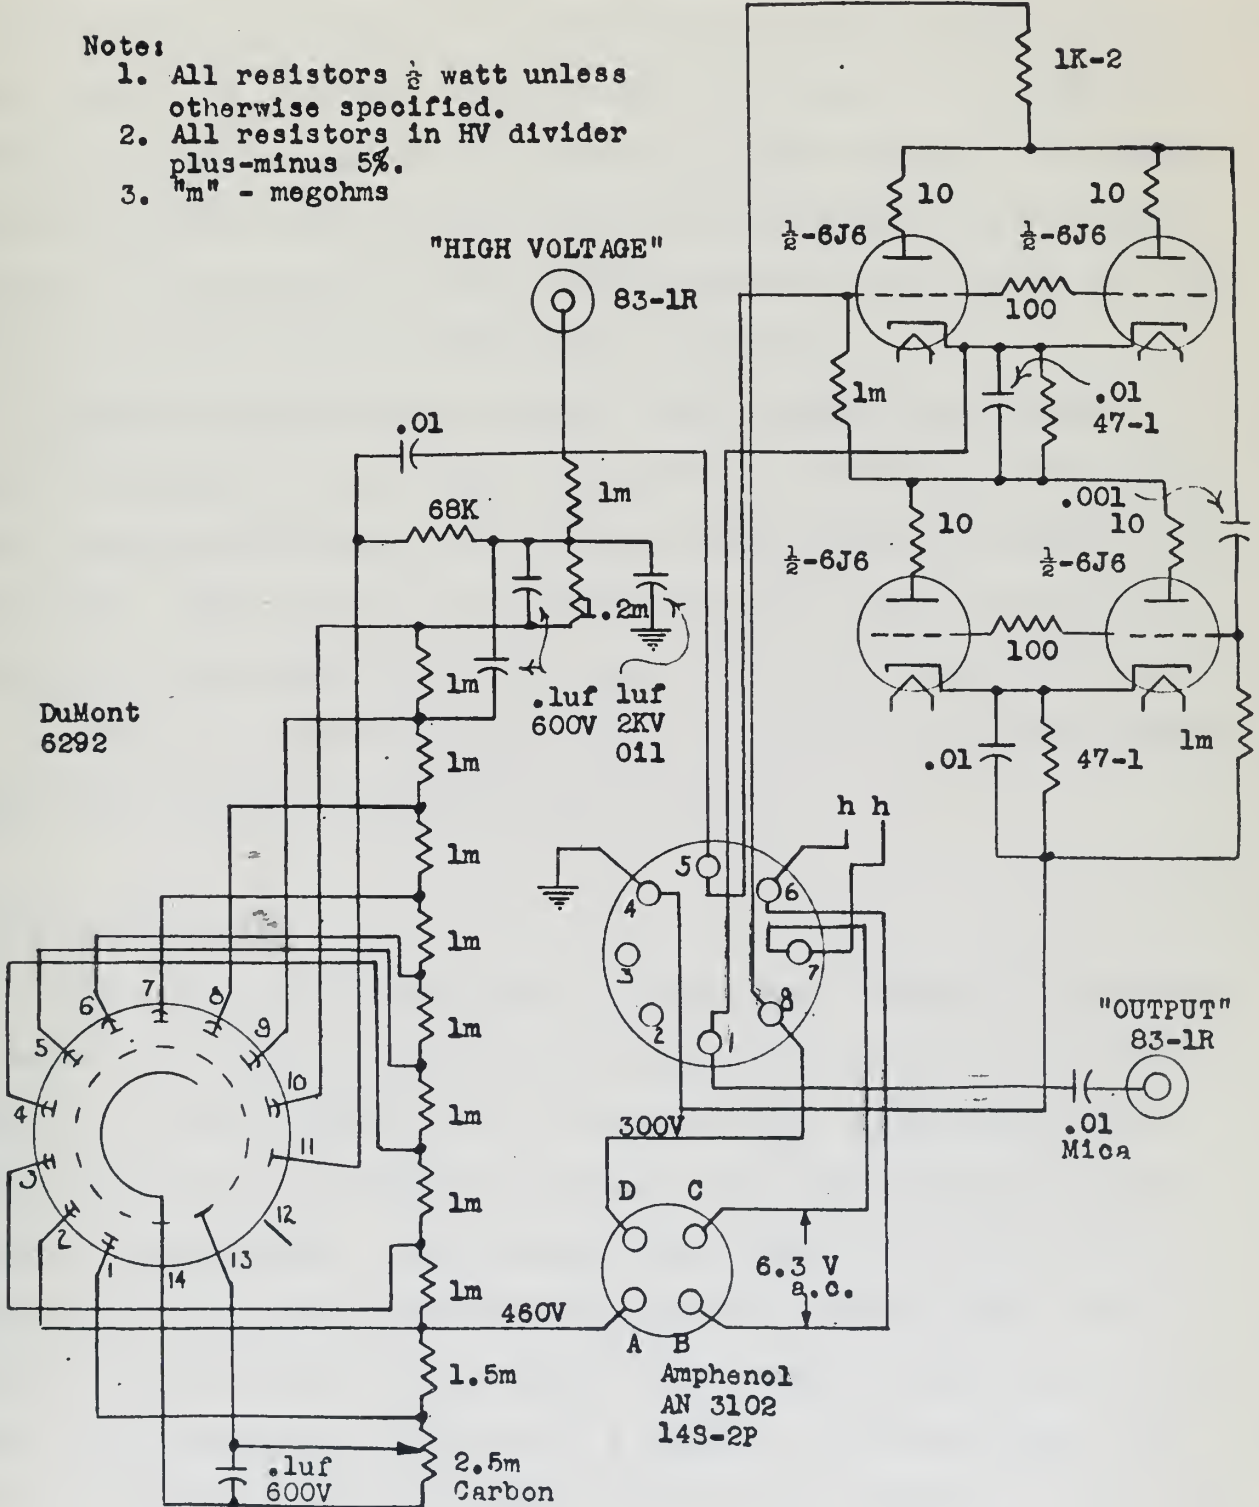 Note:
1. All resistors ½ watt unless
otherwise specified.
2. All resistors in HV divider
plus-minus 5%.
3. "m" - megohms
1K-2
10
10
½-6J6
½-6J6
100
"HIGH VOLTAGE"
83-1R
1m
.01
47-1
.01
1m
68K
.001
10
10
½-6J6
½-6J6
1.2m
100
1m
.1uf
600V
1uf
2KV
Oil
DuMont
6292
1m
.01
47-1
1m
h h
1m
5
6
4
1m
3
7
7
6
8
8
5
9
2
1
1m
"OUTPUT"
83-1R
10
4
1m
.01
Mica
300V
11
3
D
C
1m
12
2
13
1
14
6.3 V
a.c.
1m
460V
A
B
1.5m
Amphenol
AN 3102
14S-2P
.1uf
600V
2.5m
Carbon